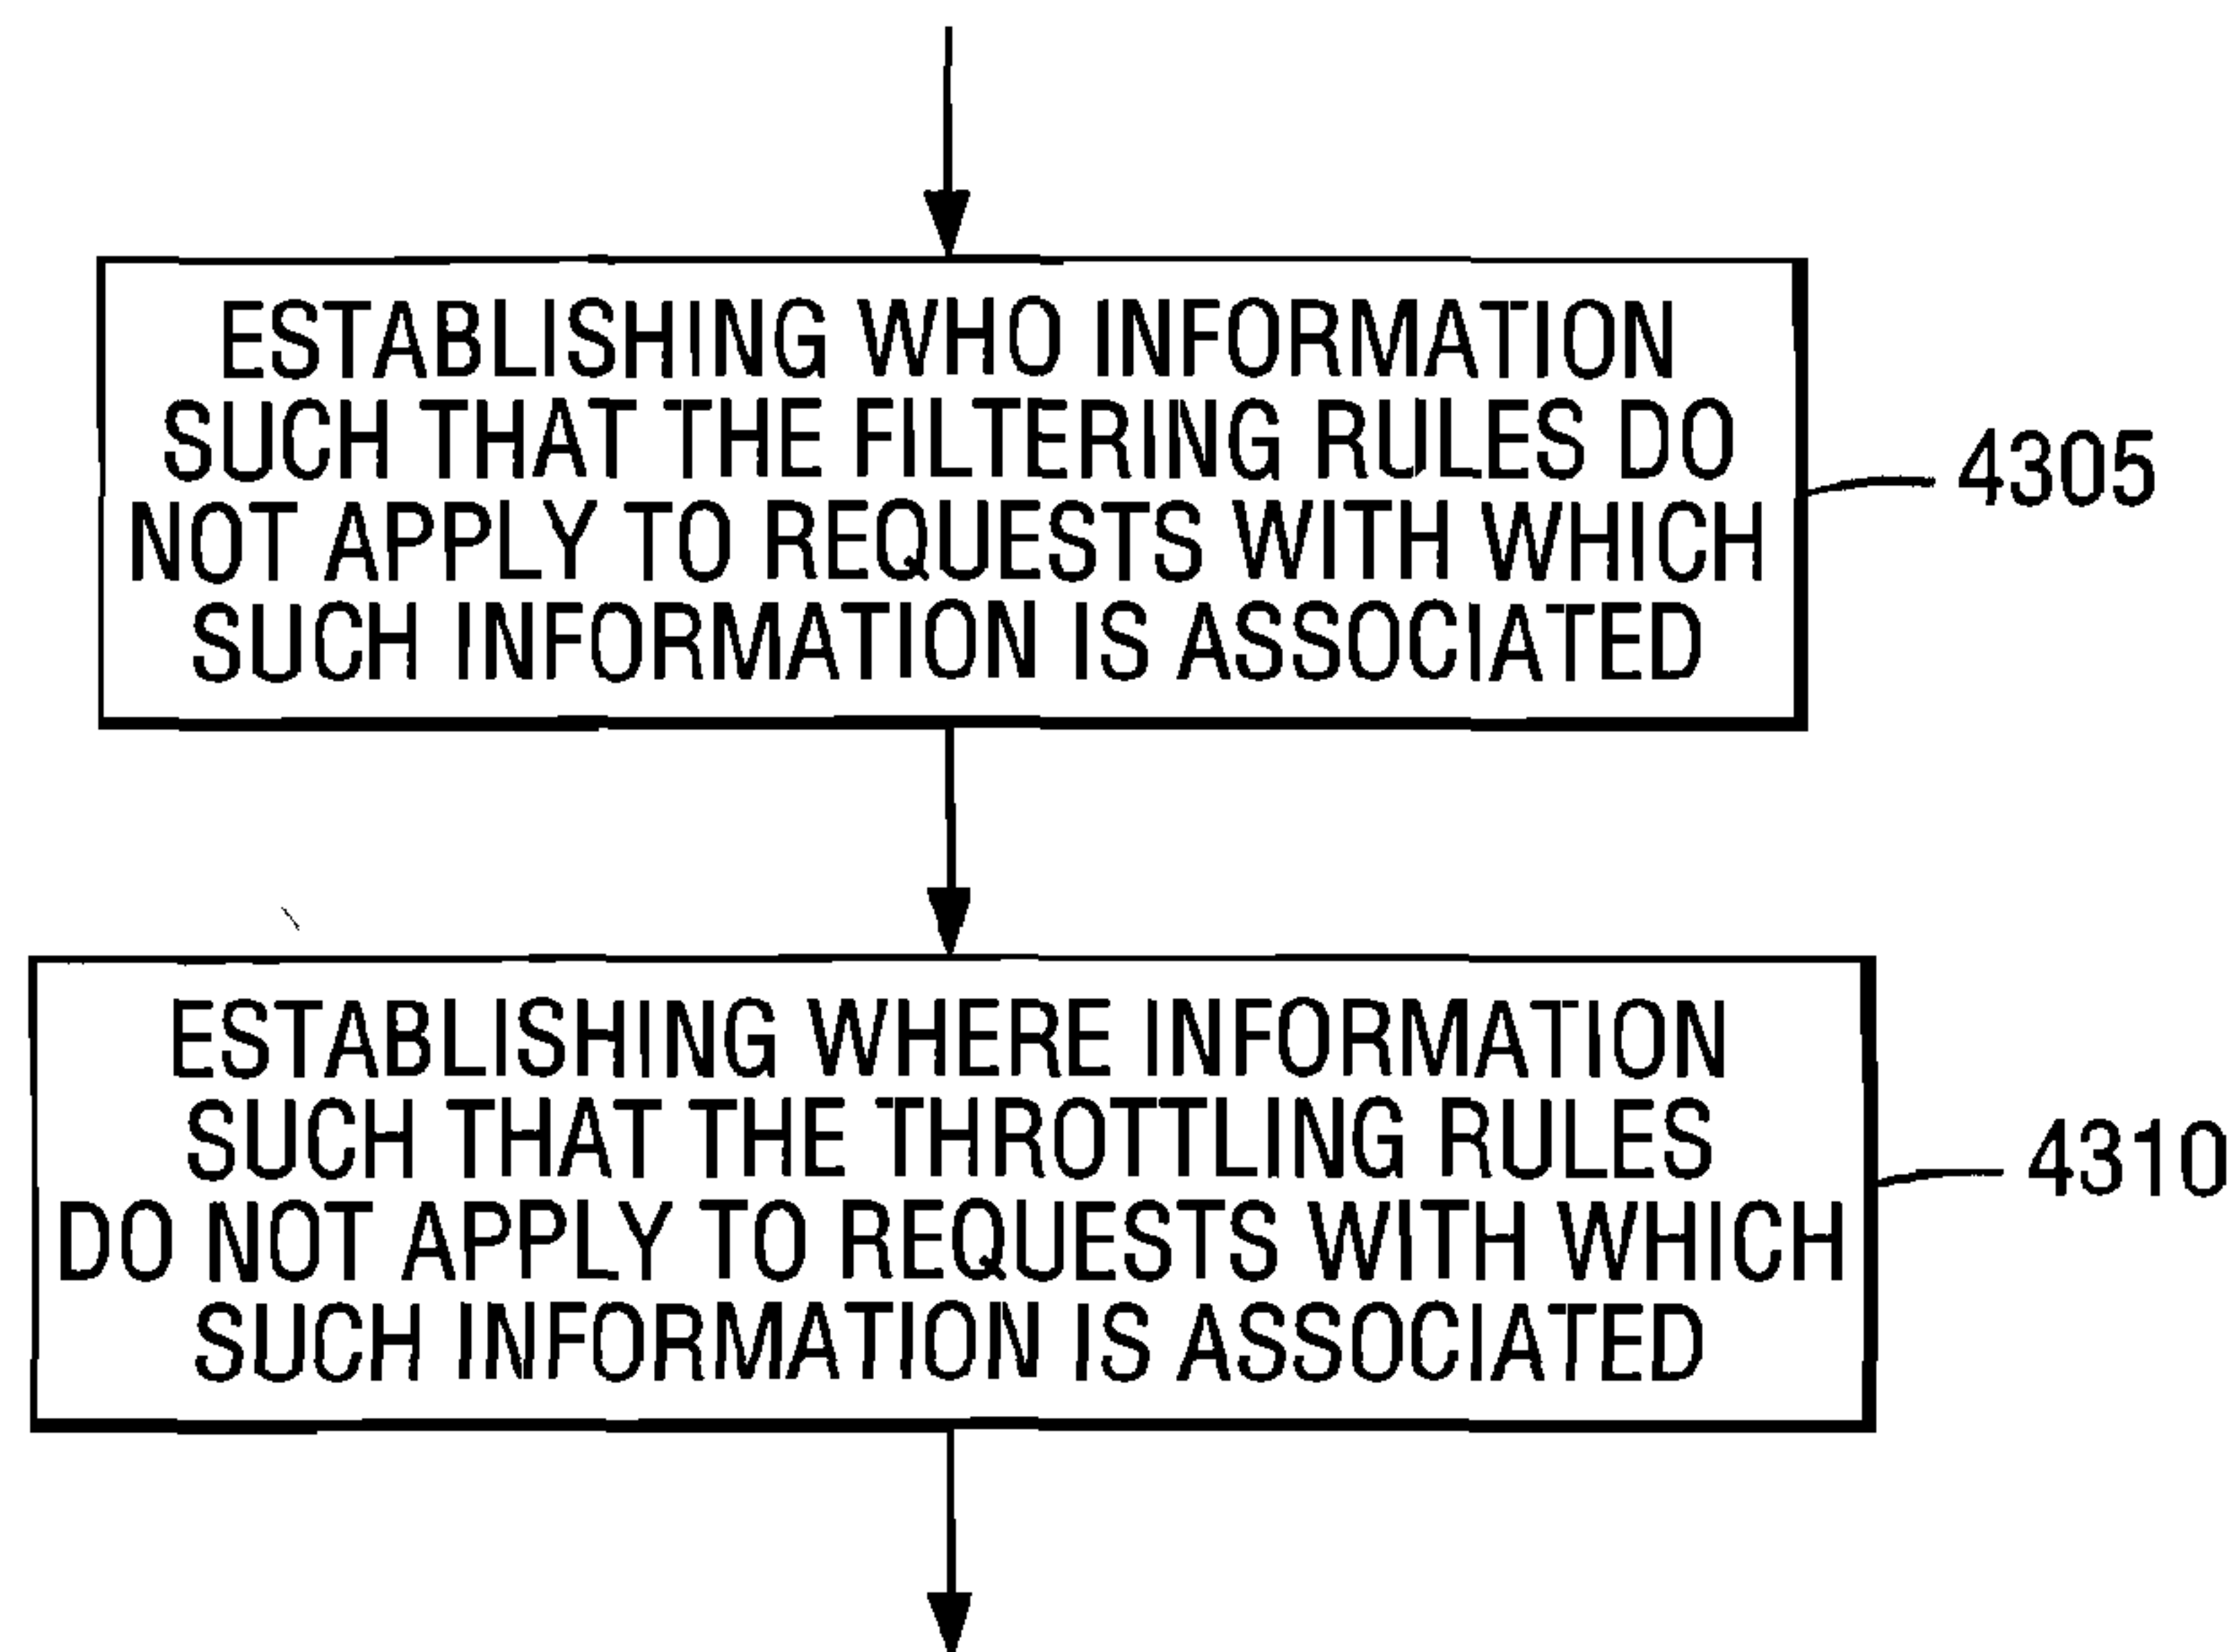 ESTABLISHING WHO INFORMATION
SUCH THAT THE FILTERING RULES DO
NOT APPLY TO REQUESTS WITH WHICH
SUCH INFORMATION IS ASSOCIATED
4305
ESTABLISHING WHERE INFORMATION
SUCH THAT THE THROTTLING RULES
DO NOT APPLY TO REQUESTS WITH WHICH
SUCH INFORMATION IS ASSOCIATED
4310